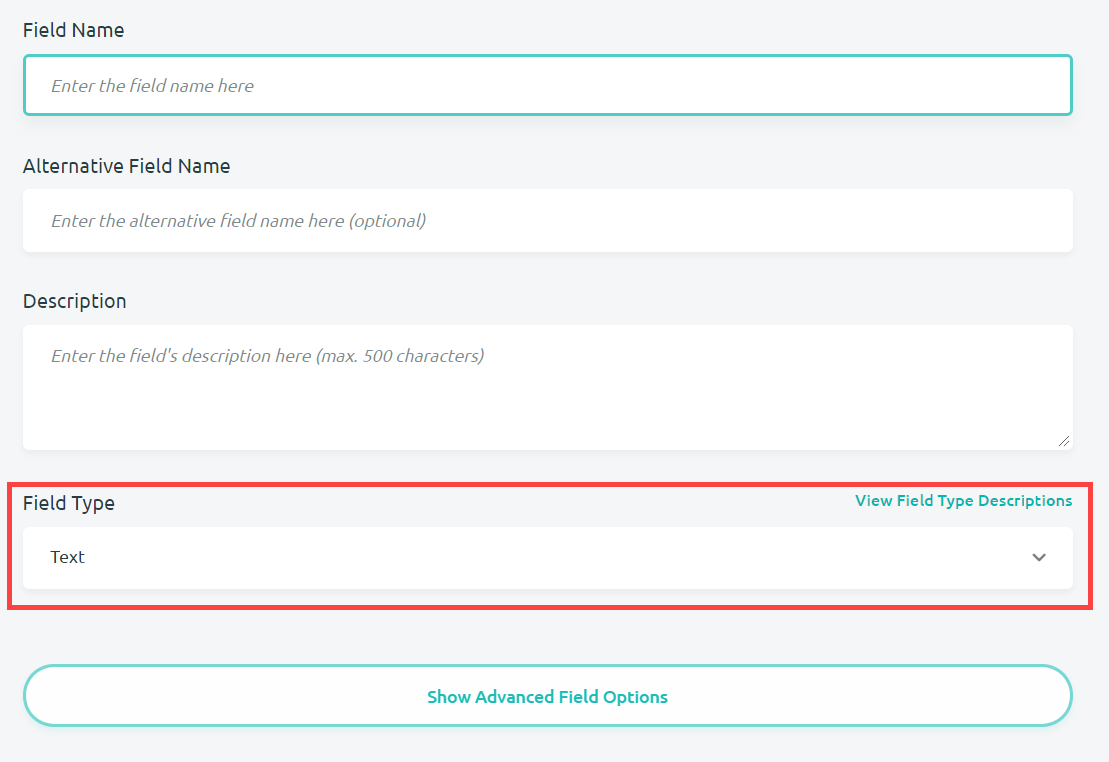 Field Name
Enter the field name here
Alternative Field Name
Enter the alternative field name here (optional)
Description
Enter the field's description here (max. 500 characters)
Field Type
View Field Type Descriptions
Text
Show Advanced Field Options